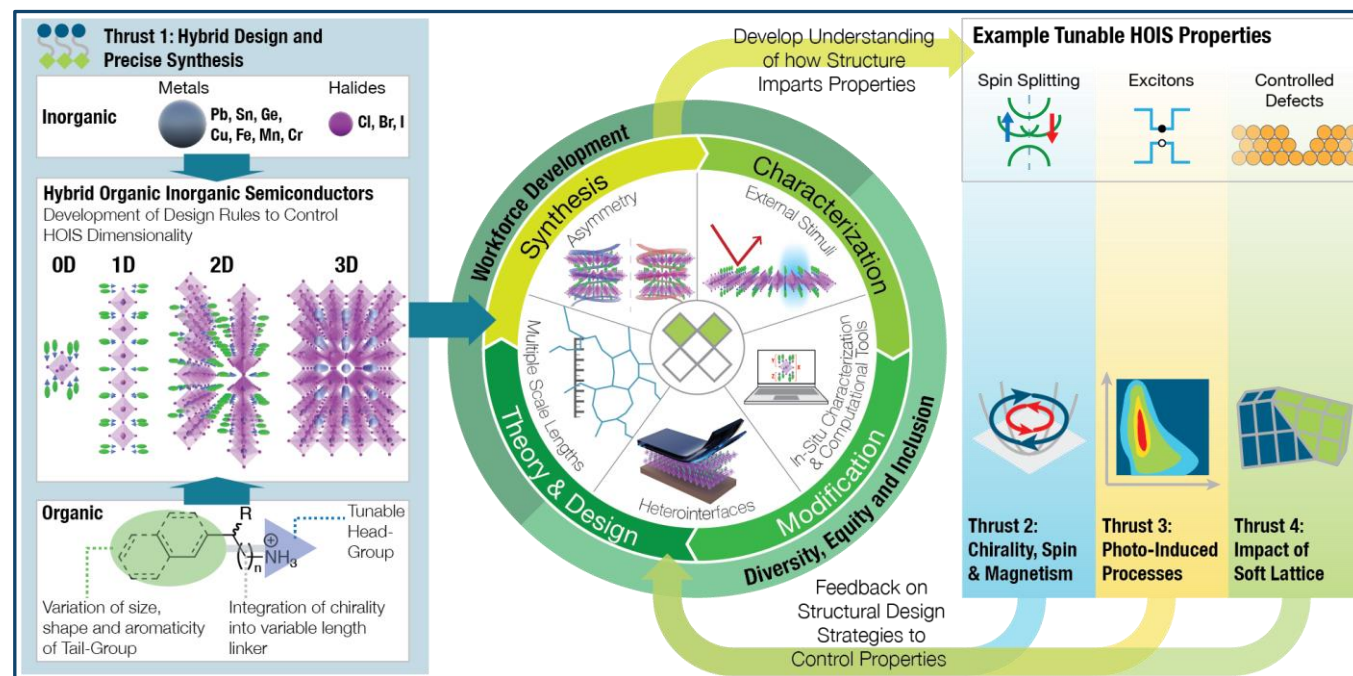 Thrust 1: Hybrid Design and
Precise Synthesis
Inorganic
Metals
Pb, Sn, Ge,
Cu, Fe, Mn, Cr
Halides
Cl, Br, I
Hybrid Organic Inorganic Semiconductors
Development of Design Rules to Control
HOIS Dimensionality
0D 1D 2D 3D
Organic
R
n
⊕
NH3
Tunable
Head-
Group
Variation of size,
shape and aromaticity
of Tail-Group
Integration of chirality
into variable length
linker
Workforce Development
Diversity, Equity and Inclusion
Synthesis
Characterization
Modification
Theory & Design
Asymmetry
External Stimuli
In-Situ Characterization
& Computational Tools
Heterointerfaces
Multiple Scale Lengths
Develop Understanding
of how Structure
Imparts Properties
Feedback on
Structural Design
Strategies to
Control Properties
Example Tunable HOIS Properties
Spin Splitting
Excitons
Controlled
Defects
Thrust 2:
Chirality, Spin
& Magnetism
Thrust 3:
Photo-Induced
Processes
Thrust 4:
Impact of
Soft Lattice